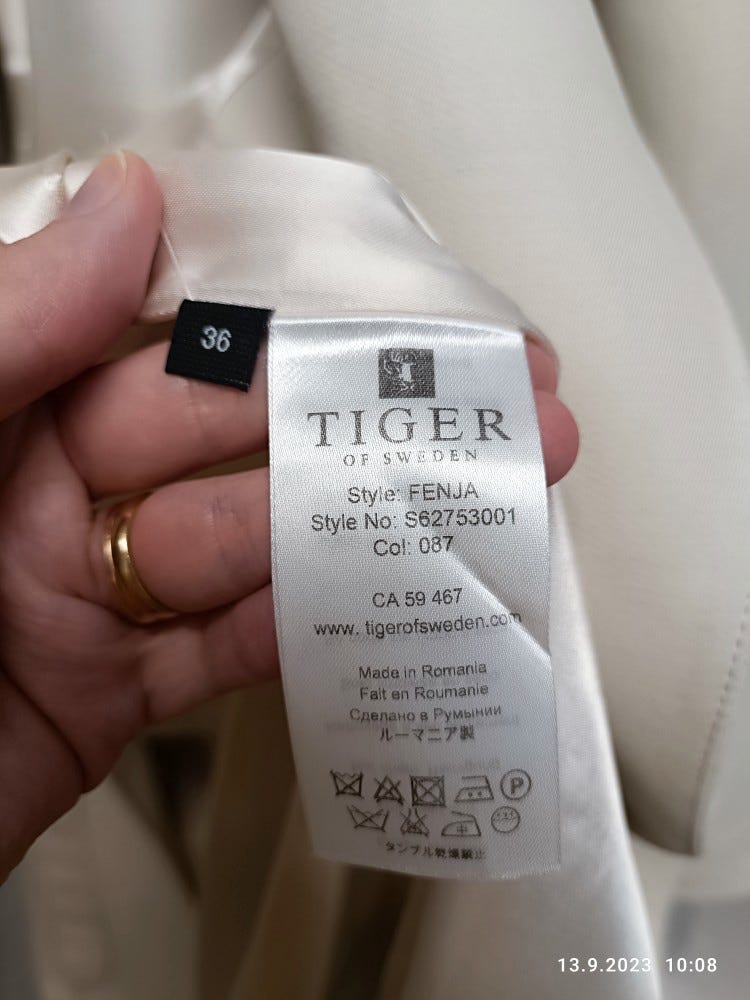 36
TIGER
OF SWEDEN
Style: FENJA
Style No: S62753001
Col: 087
CA 59 467
www. tigerofsweden.com
Made in Romania
Fait en Roumanie
Сделано в Румынии
ルーマニア製
P
タンブル乾燥禁止
13.9.2023 10:08